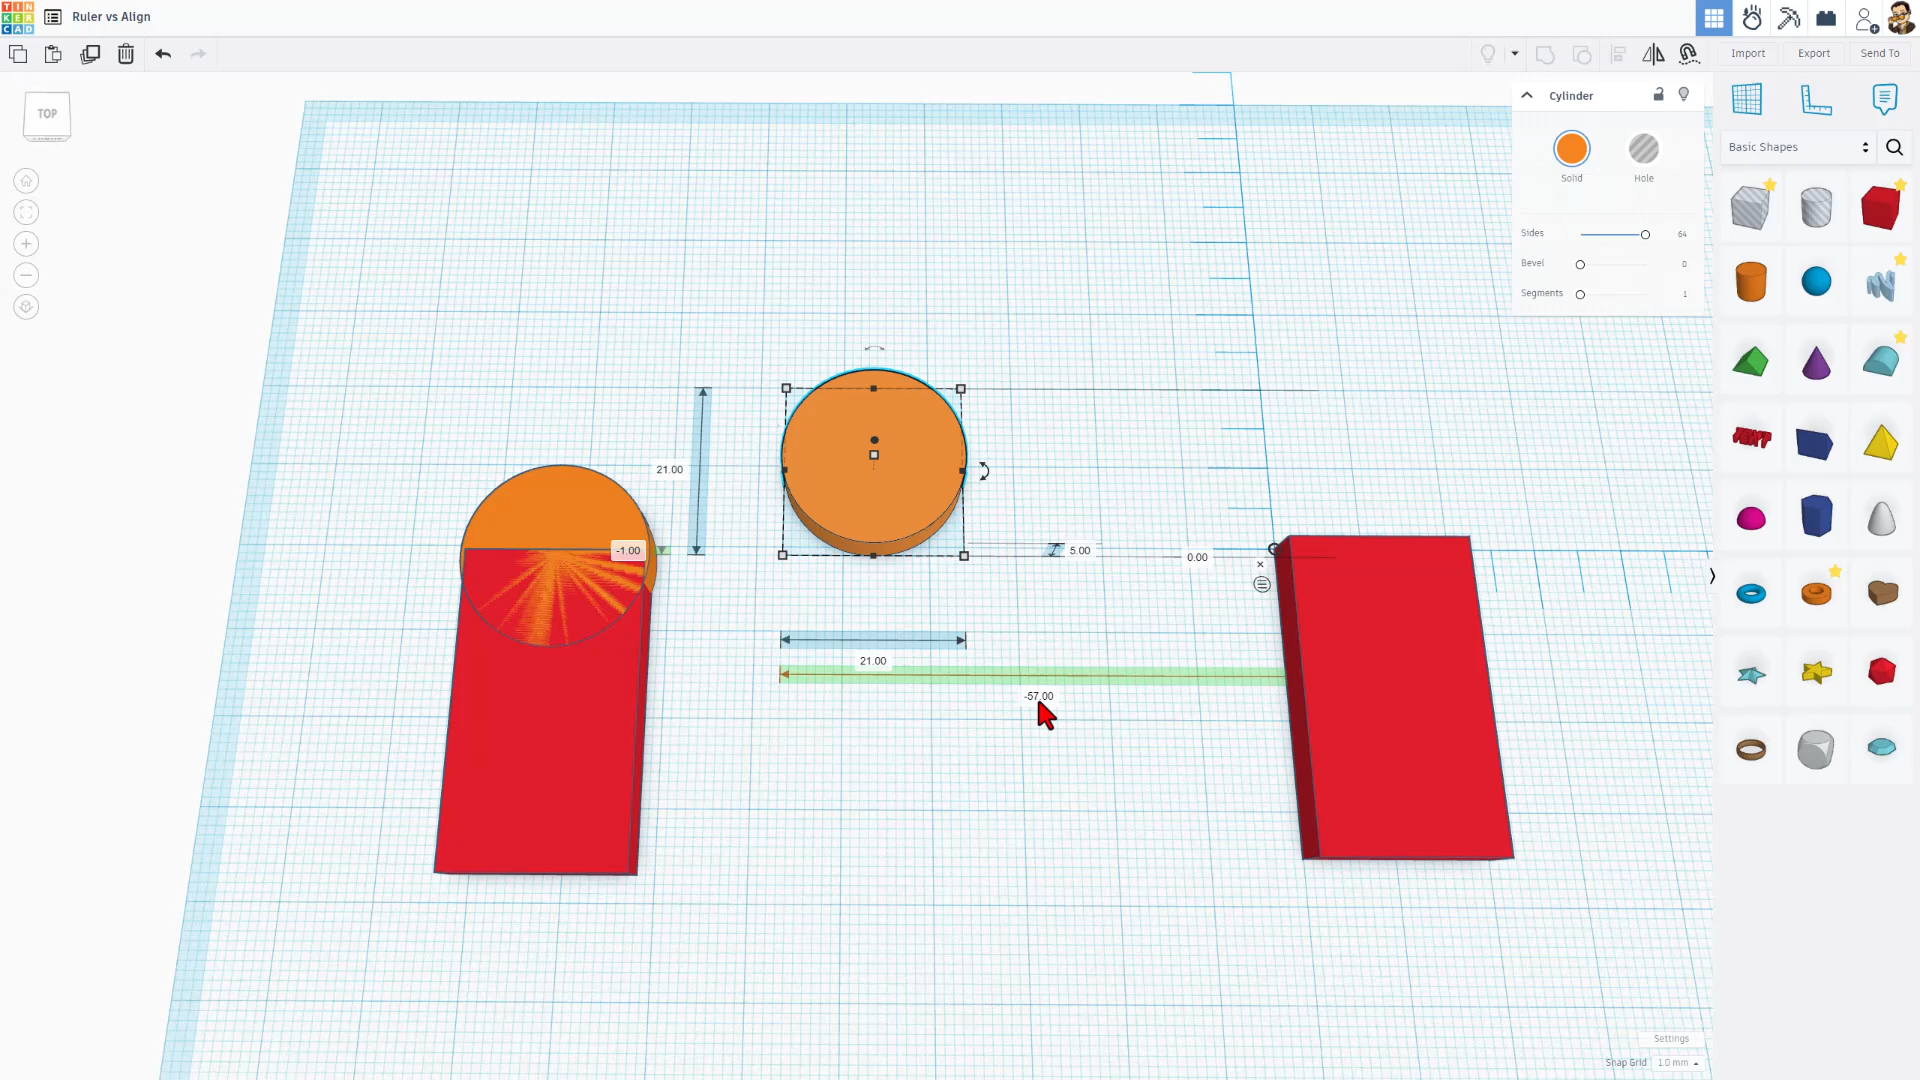 TIN
KER
CAD
Ruler vs Align
Import
Export
Send To
TOP
Cylinder
Solid
Hole
Basic Shapes
Sides
64
Bevel
0
Segments
1
TEXT
21.00
-1.00
5.00
0.00
21.00
-57.00
Settings
Snap Grid
1.0 mm